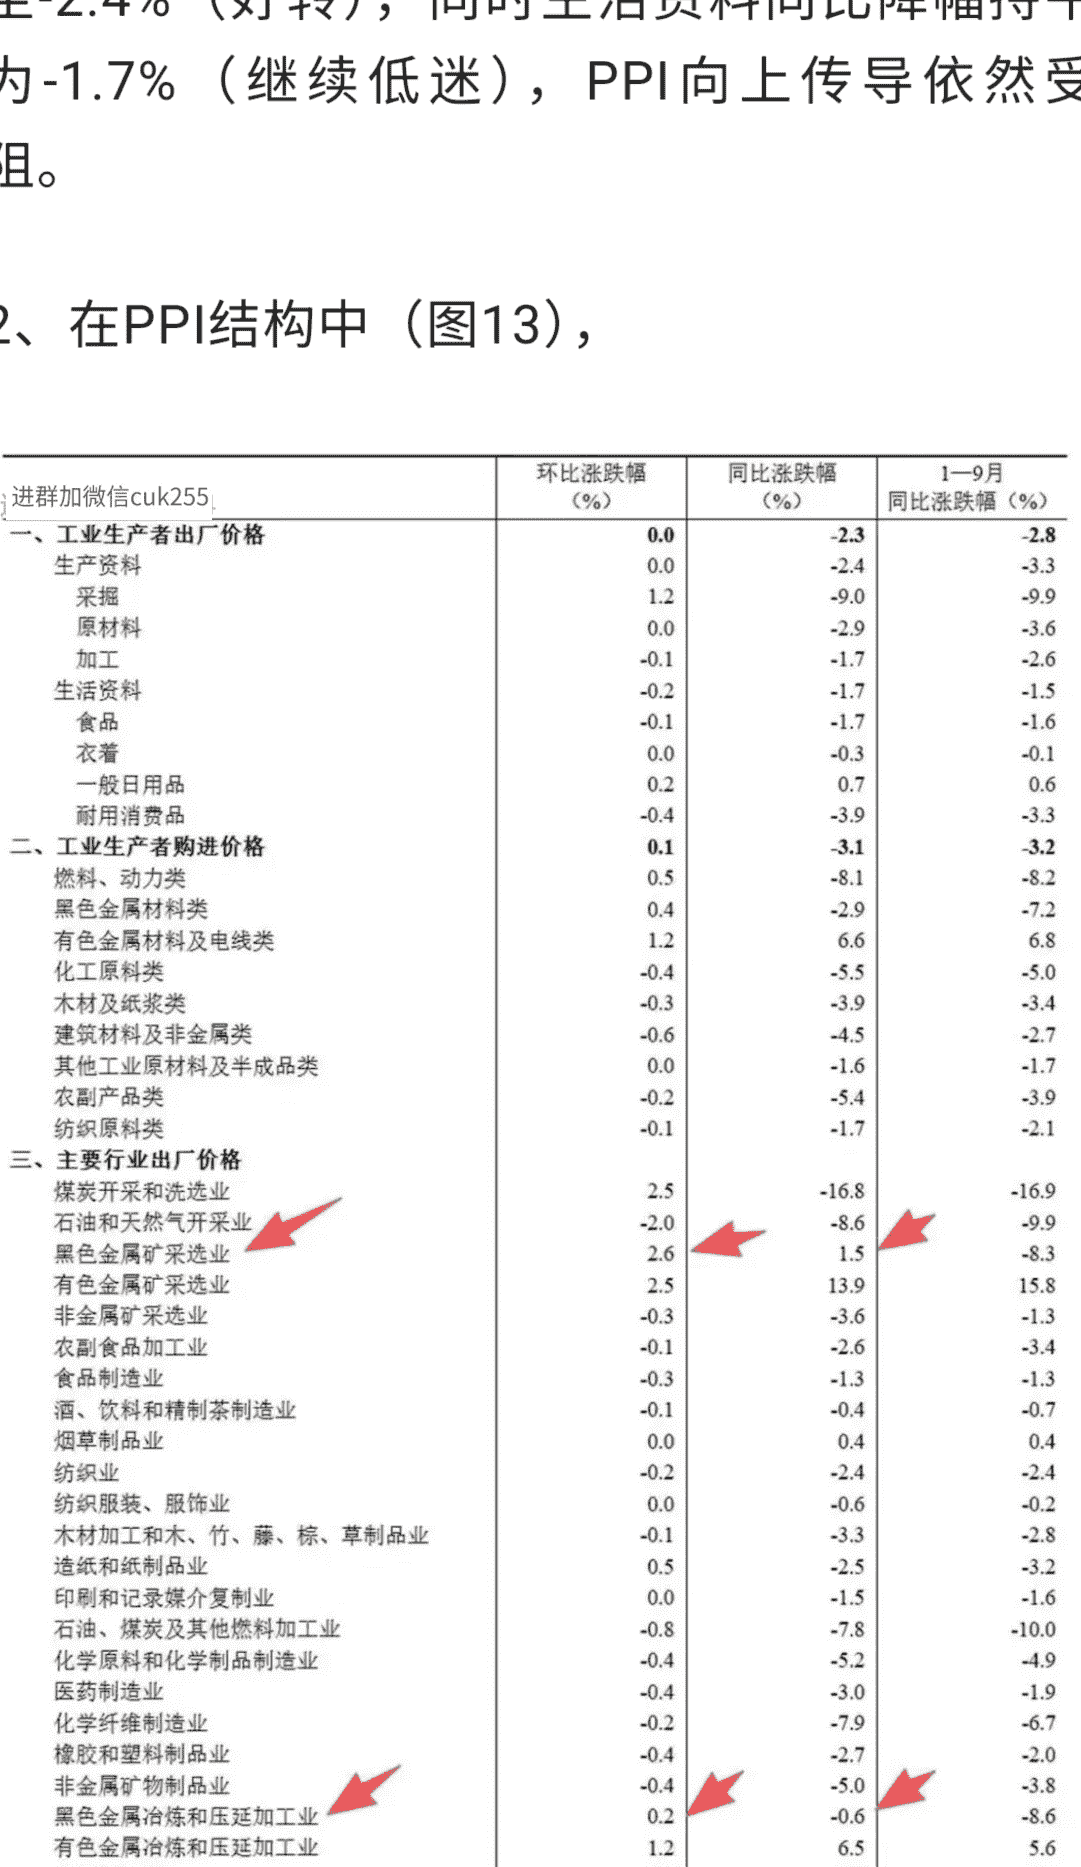 至-2.4%（好转），同时生活资料同比降幅持平
为-1.7%（继续低迷），PPI向上传导依然受
阻。
2、在PPI结构中（图13），
环比涨跌幅（%） 同比涨跌幅（%） 1—9月同比涨跌幅（%）
进群加微信cuk255
一、工业生产者出厂价格 0.0 -2.3 -2.8
生产资料 0.0 -2.4 -3.3
采掘 1.2 -9.0 -9.9
原材料 0.0 -2.9 -3.6
加工 -0.1 -1.7 -2.6
生活资料 -0.2 -1.7 -1.5
食品 -0.1 -1.7 -1.6
衣着 0.0 -0.3 -0.1
一般日用品 0.2 0.7 0.6
耐用消费品 -0.4 -3.9 -3.3
二、工业生产者购进价格 0.1 -3.1 -3.2
燃料、动力类 0.5 -8.1 -8.2
黑色金属材料类 0.4 -2.9 -7.2
有色金属材料及电线类 1.2 6.6 6.8
化工原料类 -0.4 -5.5 -5.0
木材及纸浆类 -0.3 -3.9 -3.4
建筑材料及非金属类 -0.6 -4.5 -2.7
其他工业原材料及半成品类 0.0 -1.6 -1.7
农副产品类 -0.2 -5.4 -3.9
纺织原料类 -0.1 -1.7 -2.1
三、主要行业出厂价格
煤炭开采和洗选业 2.5 -16.8 -16.9
石油和天然气开采业 -2.0 -8.6 -9.9
黑色金属矿采选业 2.6 1.5 -8.3
有色金属矿采选业 2.5 13.9 15.8
非金属矿采选业 -0.3 -3.6 -1.3
农副食品加工业 -0.1 -2.6 -3.4
食品制造业 -0.3 -1.3 -1.3
酒、饮料和精制茶制造业 -0.1 -0.4 -0.7
烟草制品业 0.0 0.4 0.4
纺织业 -0.2 -2.4 -2.4
纺织服装、服饰业 0.0 -0.6 -0.2
木材加工和木、竹、藤、棕、草制品业 -0.1 -3.3 -2.8
造纸和纸制品业 0.5 -2.5 -3.2
印刷和记录媒介复制业 0.0 -1.5 -1.6
石油、煤炭及其他燃料加工业 -0.8 -7.8 -10.0
化学原料和化学制品制造业 -0.4 -5.2 -4.9
医药制造业 -0.4 -3.0 -1.9
化学纤维制造业 -0.2 -7.9 -6.7
橡胶和塑料制品业 -0.4 -2.7 -2.0
非金属矿物制品业 -0.4 -5.0 -3.8
黑色金属冶炼和压延加工业 0.2 -0.6 -8.6
有色金属冶炼和压延加工业 1.2 6.5 5.6